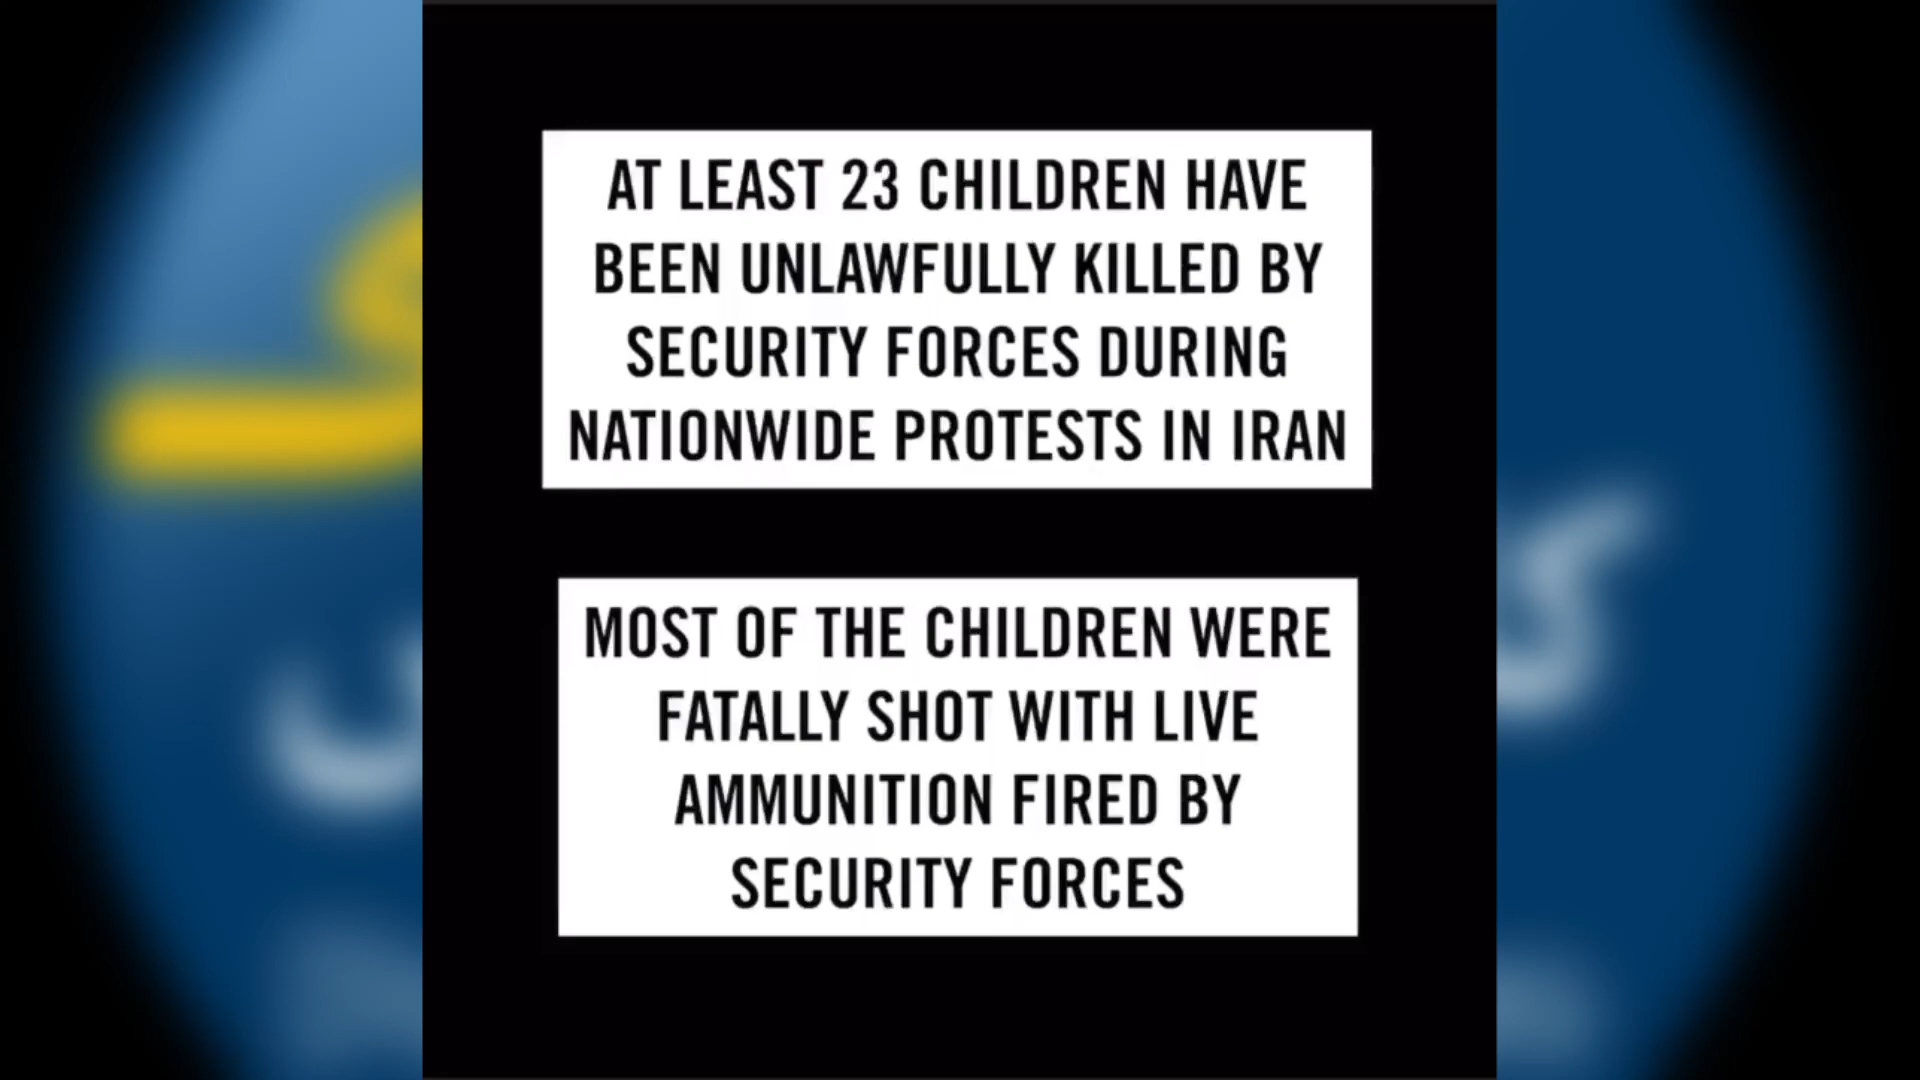 AT LEAST 23 CHILDREN HAVE
BEEN UNLAWFULLY KILLED BY
SECURITY FORCES DURING
NATIONWIDE PROTESTS IN IRAN
MOST OF THE CHILDREN WERE
FATALLY SHOT WITH LIVE
AMMUNITION FIRED BY
SECURITY FORCES